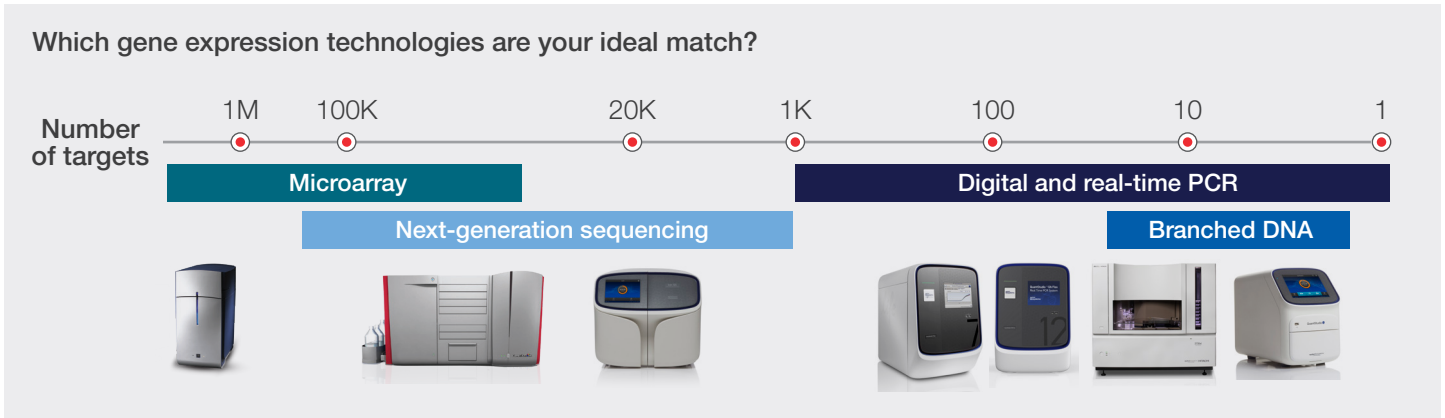 Which gene expression technologies are your ideal match?
1M 100K 20K 1K 100 10 1
Number
of targets
Microarray
Digital and real-time PCR
Next-generation sequencing
Branched DNA
12